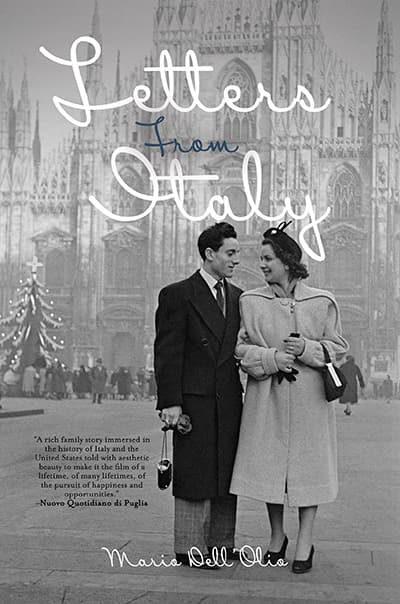 Letters
From
Italy
"A rich family story immersed in
the history of Italy and the
United States told with aesthetic
beauty to make it the film of a
lifetime, of many lifetimes, of
the pursuit of happiness and
opportunities."
–Nuovo Quotidiano di Puglia
Mario Dell'Olio